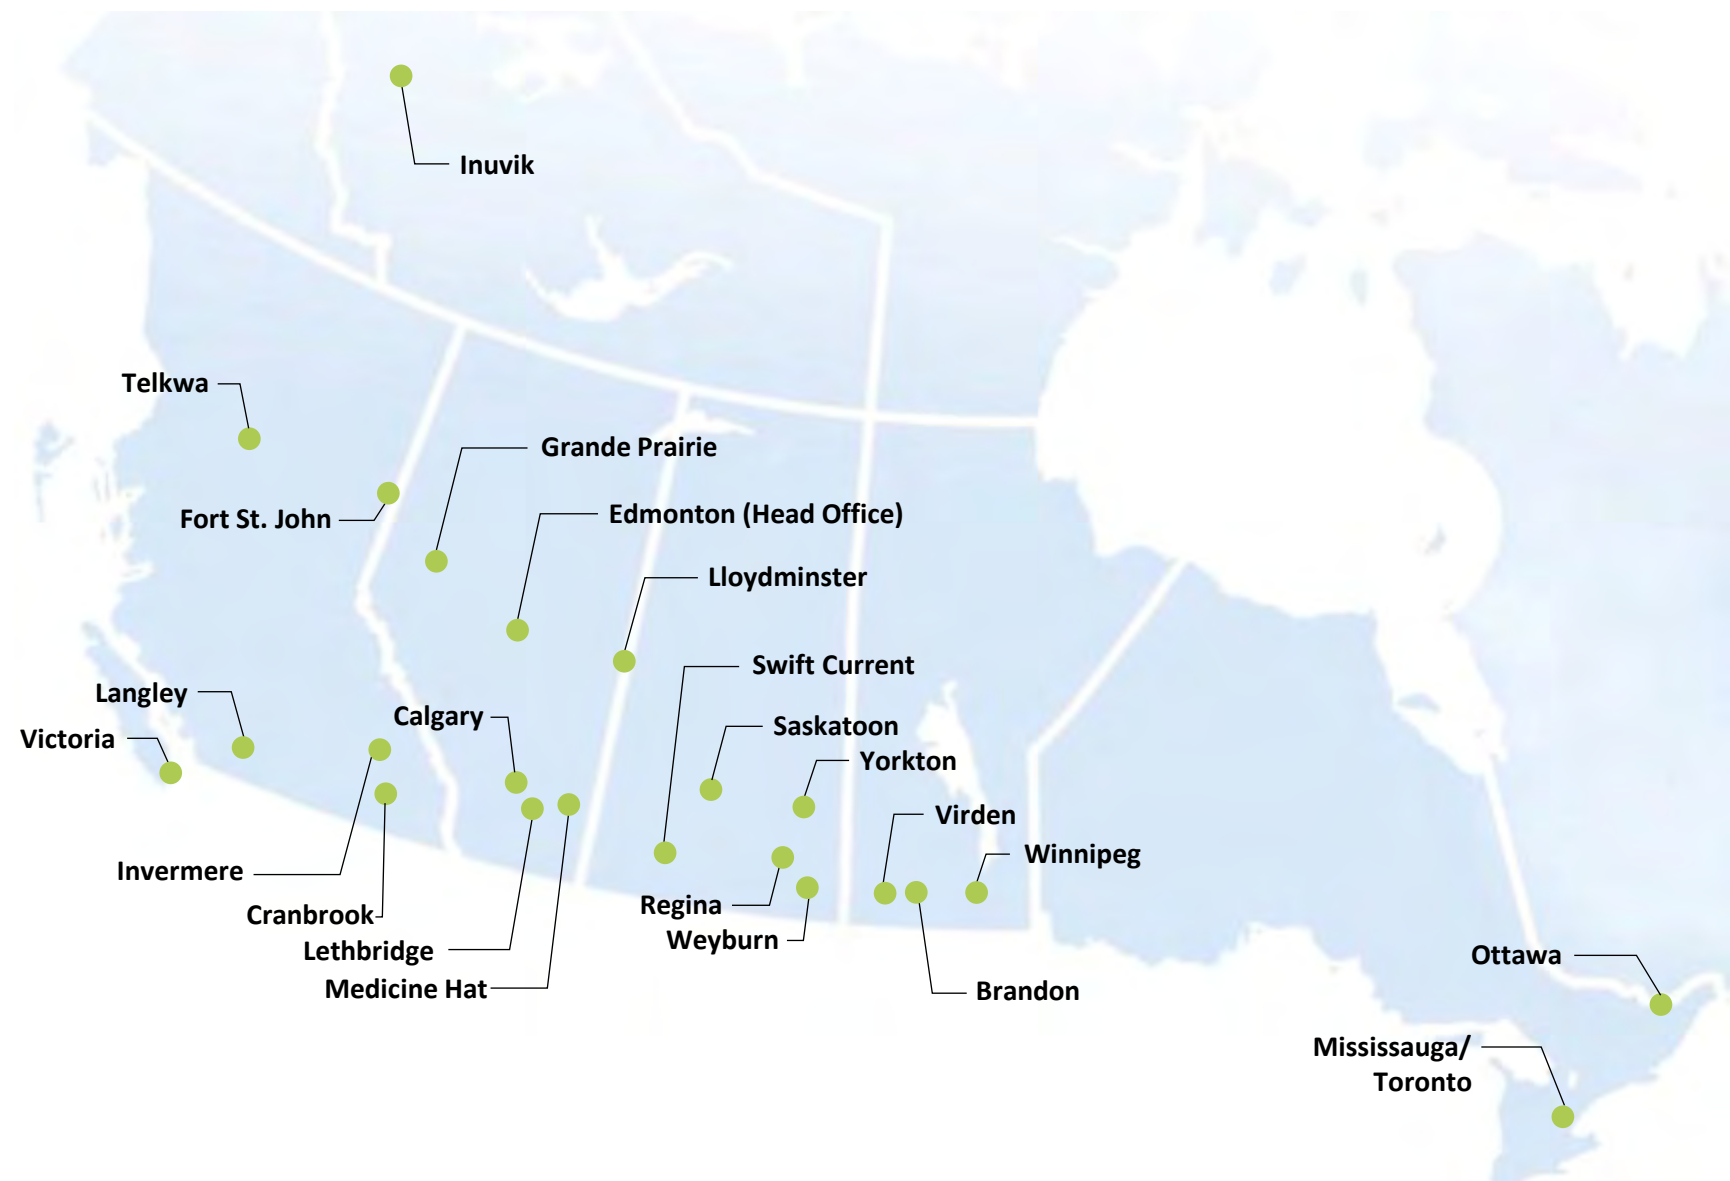 Inuvik
Telkwa
Grande Prairie
Fort St. John
Edmonton (Head Office)
Lloydminster
Swift Current
Langley
Calgary
Saskatoon
Victoria
Yorkton
Virden
Winnipeg
Invermere
Regina
Cranbrook
Weyburn
Lethbridge
Ottawa
Medicine Hat
Brandon
Mississauga/
Toronto